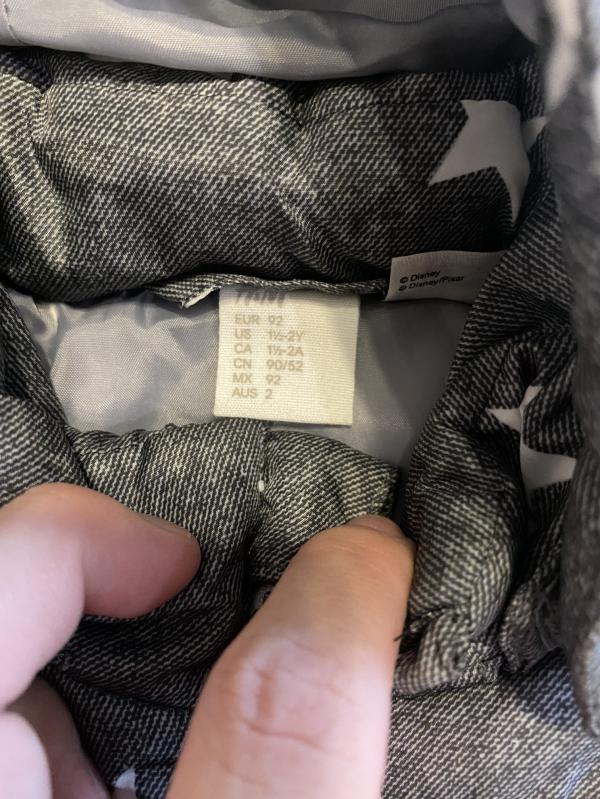 © Disney
© Disney/Pixar
EUR 92
US 1½-2Y
CA 1½-2A
CN 90/52
MX 92
AUS 2